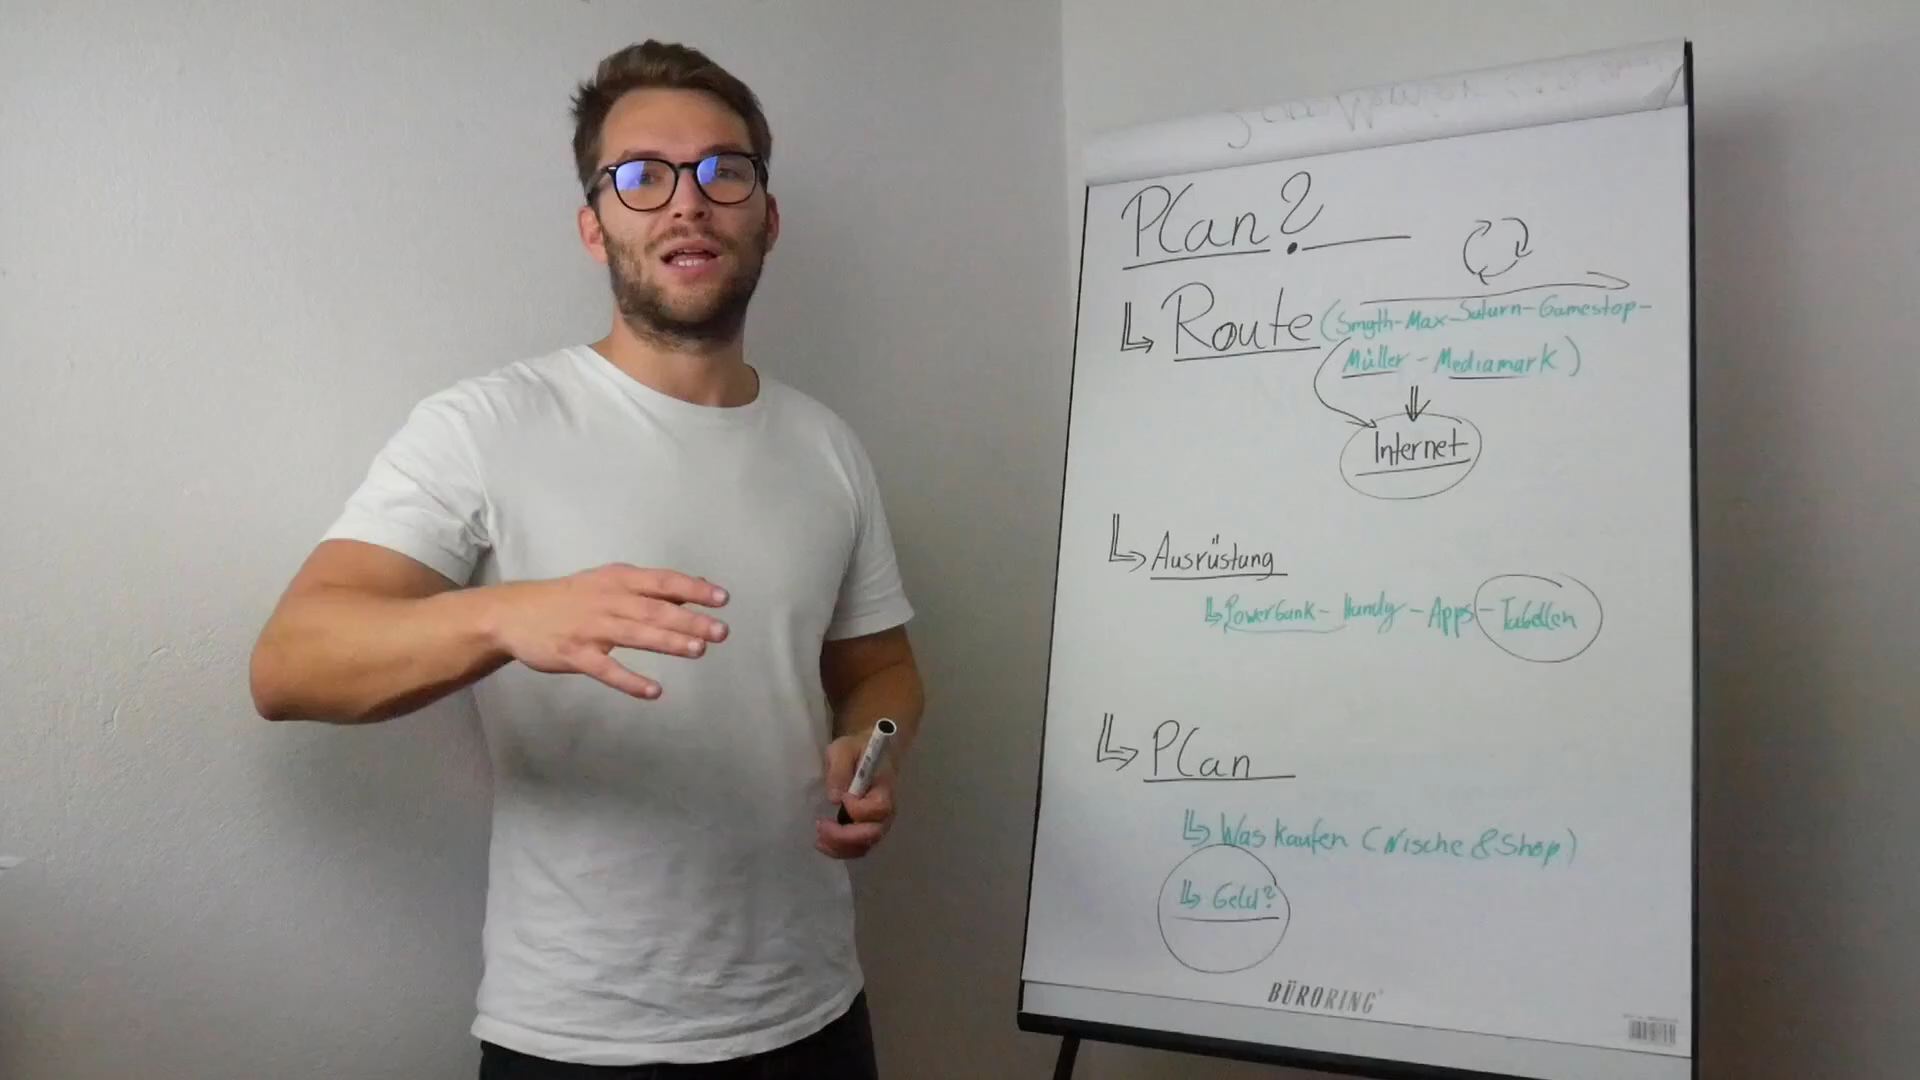 Plan?
Route (Smyth-Max-Saturn-Gamestop-
Müller - Mediamark)
Internet
Ausrüstung
Powerbank - Handy - Apps - Tabellen
Plan
Was kaufen (Nische & Shop)
Geld?
BÜRORING